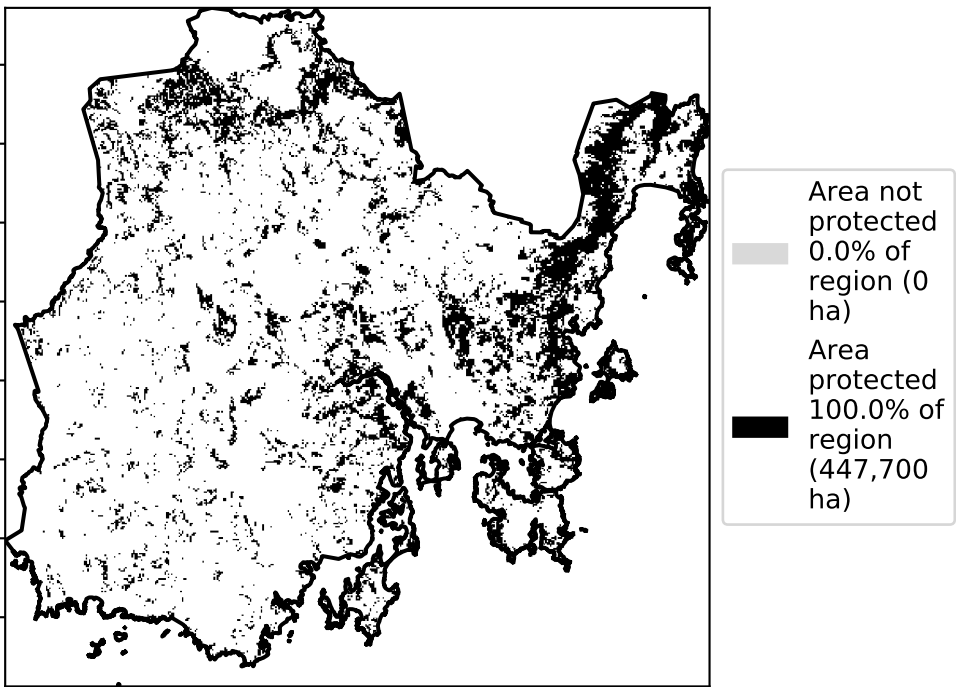 Area not
protected
0.0% of
region (0
ha)
Area
protected
100.0% of
region
(447,700
ha)